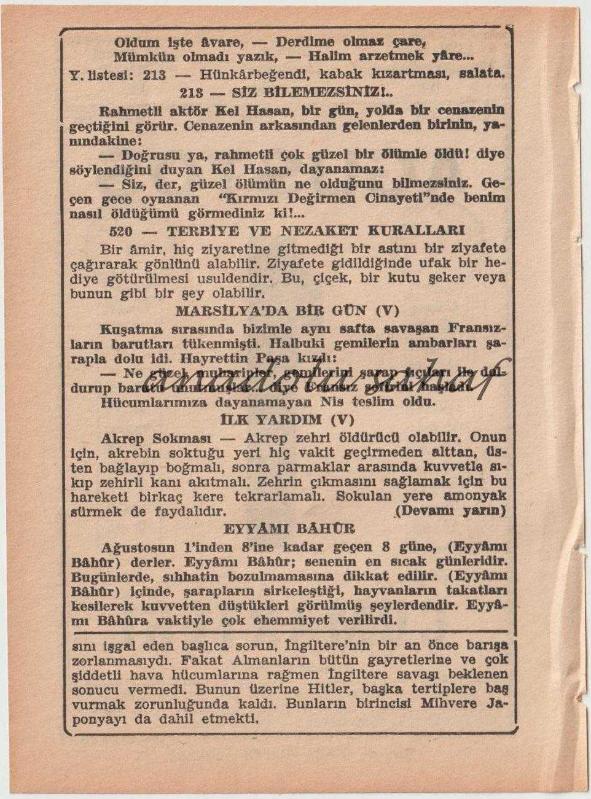 Oldum işte âvare, — Derdime olmaz çare,
Mümkün olmadı yazık, — Halim arzetmek yâre...
Y. listesi: 213 — Hünkârbeğendi, kabak kızartması, salata.
213 — SİZ BİLEMEZSİNİZ!..
Rahmetli aktör Kel Hasan, bir gün, yolda bir cenazenin
geçtiğini görür. Cenazenin arkasından gelenlerden birinin, ya-
nındakine:
— Doğrusu ya, rahmetli çok güzel bir ölümle öldü! diye
söylendiğini duyan Kel Hasan, dayanamaz:
— Siz, der, güzel ölümün ne olduğunu bilmezsiniz. Ge-
çen gece oynanan "Kırmızı Değirmen Cinayeti"nde benim
nasıl öldüğümü görmediniz ki!...
520 — TERBİYE VE NEZAKET KURALLARI
Bir âmir, hiç ziyaretine gitmediği bir astını bir ziyafete
çağırarak gönlünü alabilir. Ziyafete gidildiğinde ufak bir he-
diye götürülmesi usuldendir. Bu, çiçek, bir kutu şeker veya
bunun gibi bir şey olabilir.
MARSİLYA'DA BİR GÜN (V)
Kuşatma sırasında bizimle aynı safta savaşan Fransız-
ların barutları tükenmişti. Halbuki gemilerin ambarları şa-
rapla dolu idi. Hayrettin Paşa kızdı:
— Ne güzel muharipler, gemilerini şarap fıçıları ile dol-
durup barutu unutmuşlar... diye Fransız
Hücumlarımıza dayanamayan Nis teslim oldu.
İLK YARDIM (V)
Akrep Sokması — Akrep zehri öldürücü olabilir. Onun
için, akrebin soktuğu yeri hiç vakit geçirmeden alttan, üs-
ten bağlayıp boğmalı, sonra parmaklar arasında kuvvetle sı-
kıp zehirli kanı akıtmalı. Zehrin çıkmasını sağlamak için bu
hareketi birkaç kere tekrarlamalı. Sokulan yere amonyak
sürmek de faydalıdır. (Devamı yarın)
EYYÂMI BÂHÛR
Ağustosun 1'inden 8'ine kadar geçen 8 güne, (Eyyâmı
Bâhûr) derler. Eyyâmı Bâhûr; senenin en sıcak günleridir.
Bugünlerde, sıhhatin bozulmamasına dikkat edilir. (Eyyâmı
Bâhûr) içinde, şarapların sirkeleştiği, hayvanların takatları
kesilerek kuvvetten düştükleri görülmüş şeylerdendir. Eyyâ-
mı Bâhûra vaktiyle çok ehemmiyet verilirdi.
sını işgal eden başlıca sorun, İngiltere'nin bir an önce barışa
zorlanmasıydı. Fakat Almanların bütün gayretlerine ve çok
şiddetli hava hücumlarına rağmen İngiltere savaşı beklenen
sonucu vermedi. Bunun üzerine Hitler, başka tertiplere baş
vurmak zorunluğunda kaldı. Bunların birincisi Mihvere Ja-
ponyayı da dahil etmekti.